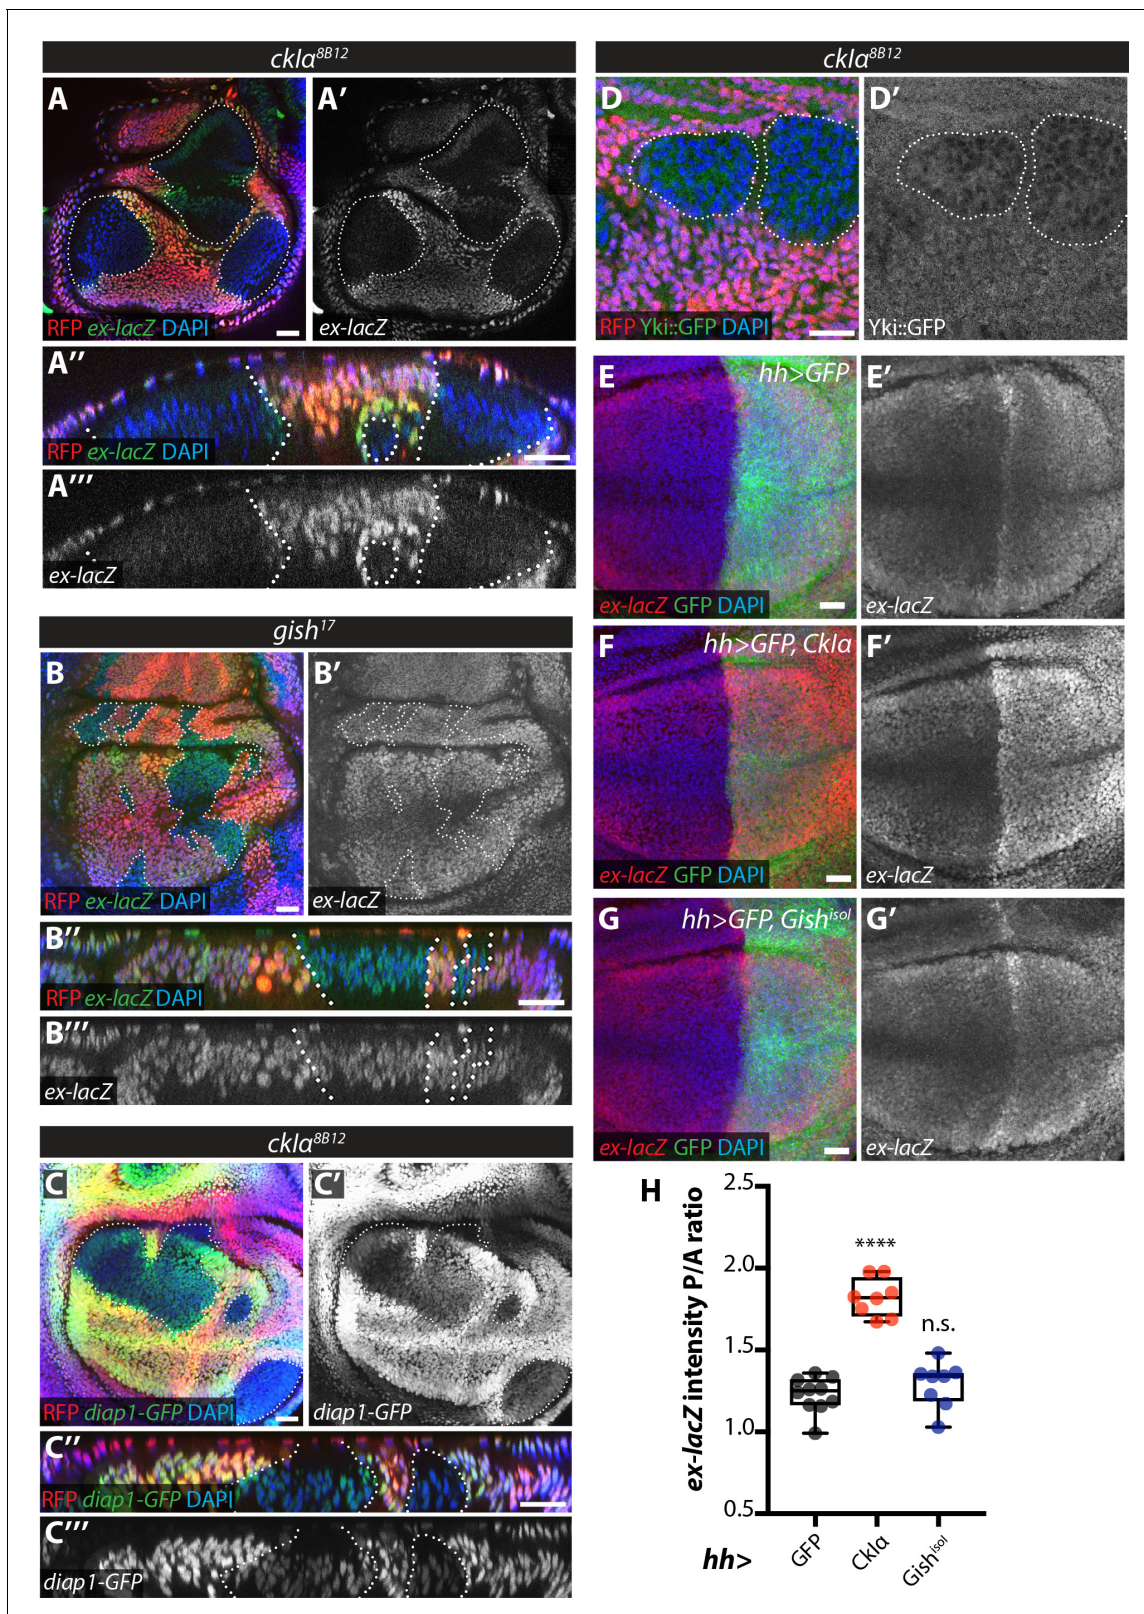 ckIα8B12
A
A'
RFP ex-lacZ DAPI
ex-lacZ
A''
RFP ex-lacZ DAPI
A'''
ex-lacZ
gish17
B
B'
RFP ex-lacZ DAPI
ex-lacZ
B''
RFP ex-lacZ DAPI
B'''
ex-lacZ
ckIα8B12
C
C'
RFP diap1-GFP DAPI
diap1-GFP
C''
RFP diap1-GFP DAPI
C'''
diap1-GFP
ckIα8B12
D
D'
RFP Yki::GFP DAPI
Yki::GFP
E
hh>GFP
E'
ex-lacZ GFP DAPI
ex-lacZ
F
hh>GFP, CkIα
F'
ex-lacZ GFP DAPI
ex-lacZ
G
hh>GFP, Gishisol
G'
ex-lacZ GFP DAPI
ex-lacZ
H
ex-lacZ intensity P/A ratio
2.5
2.0
1.5
1.0
0.5
****
n.s.
hh>
GFP
CkIα
Gishisol